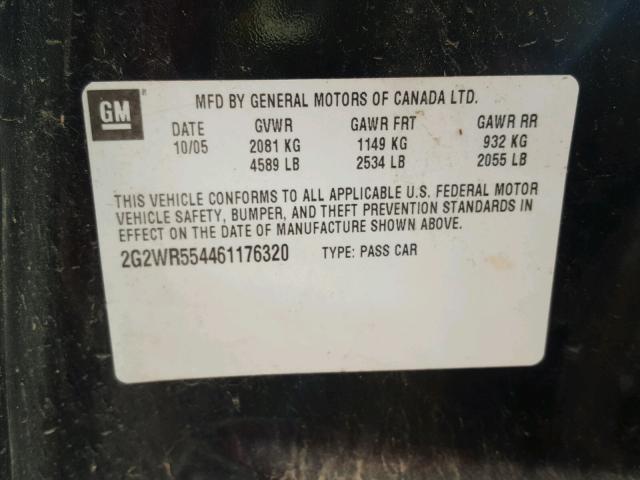 GM
MFD BY GENERAL MOTORS OF CANADA LTD.
DATE GVWR GAWR FRT GAWR RR
10/05 2081 KG 1149 KG 932 KG
4589 LB 2534 LB 2055 LB
THIS VEHICLE CONFORMS TO ALL APPLICABLE U.S. FEDERAL MOTOR
VEHICLE SAFETY, BUMPER, AND THEFT PREVENTION STANDARDS IN
EFFECT ON THE DATE OF MANUFACTURE SHOWN ABOVE.
2G2WR554461176320 TYPE: PASS CAR